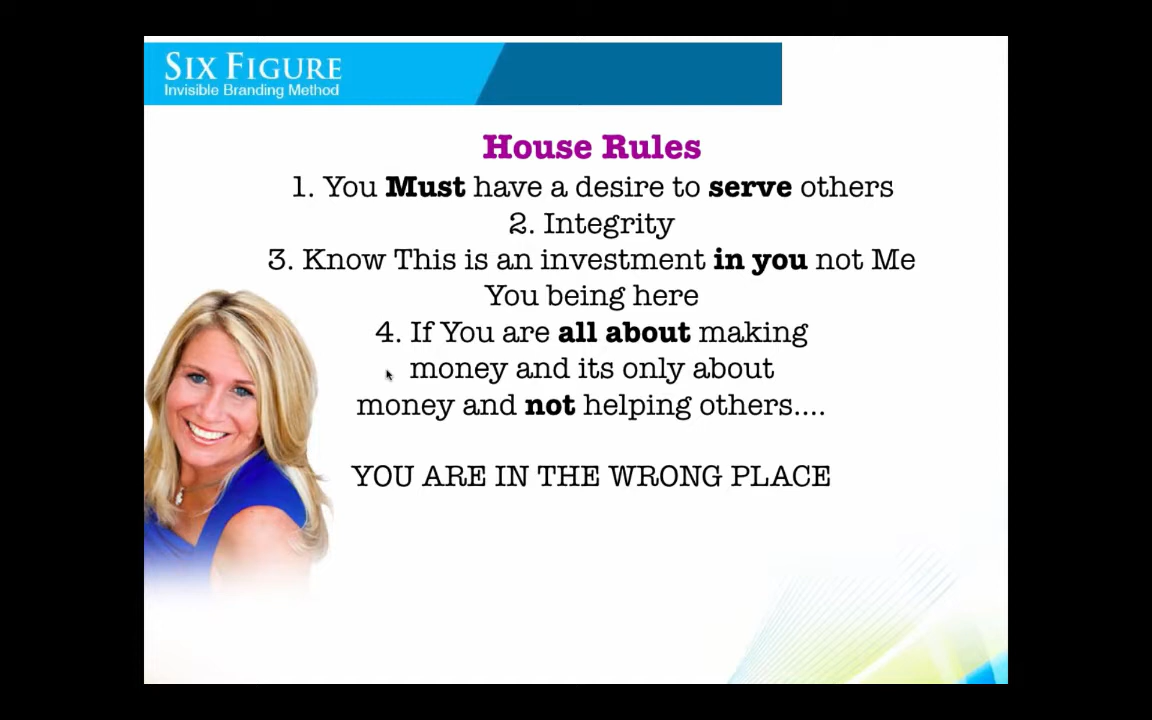 SIX FIGURE
Invisible Branding Method
House Rules
1. You Must have a desire to serve others
2. Integrity
3. Know This is an investment in you not Me
You being here
4. If You are all about making
money and its only about
money and not helping others....
YOU ARE IN THE WRONG PLACE